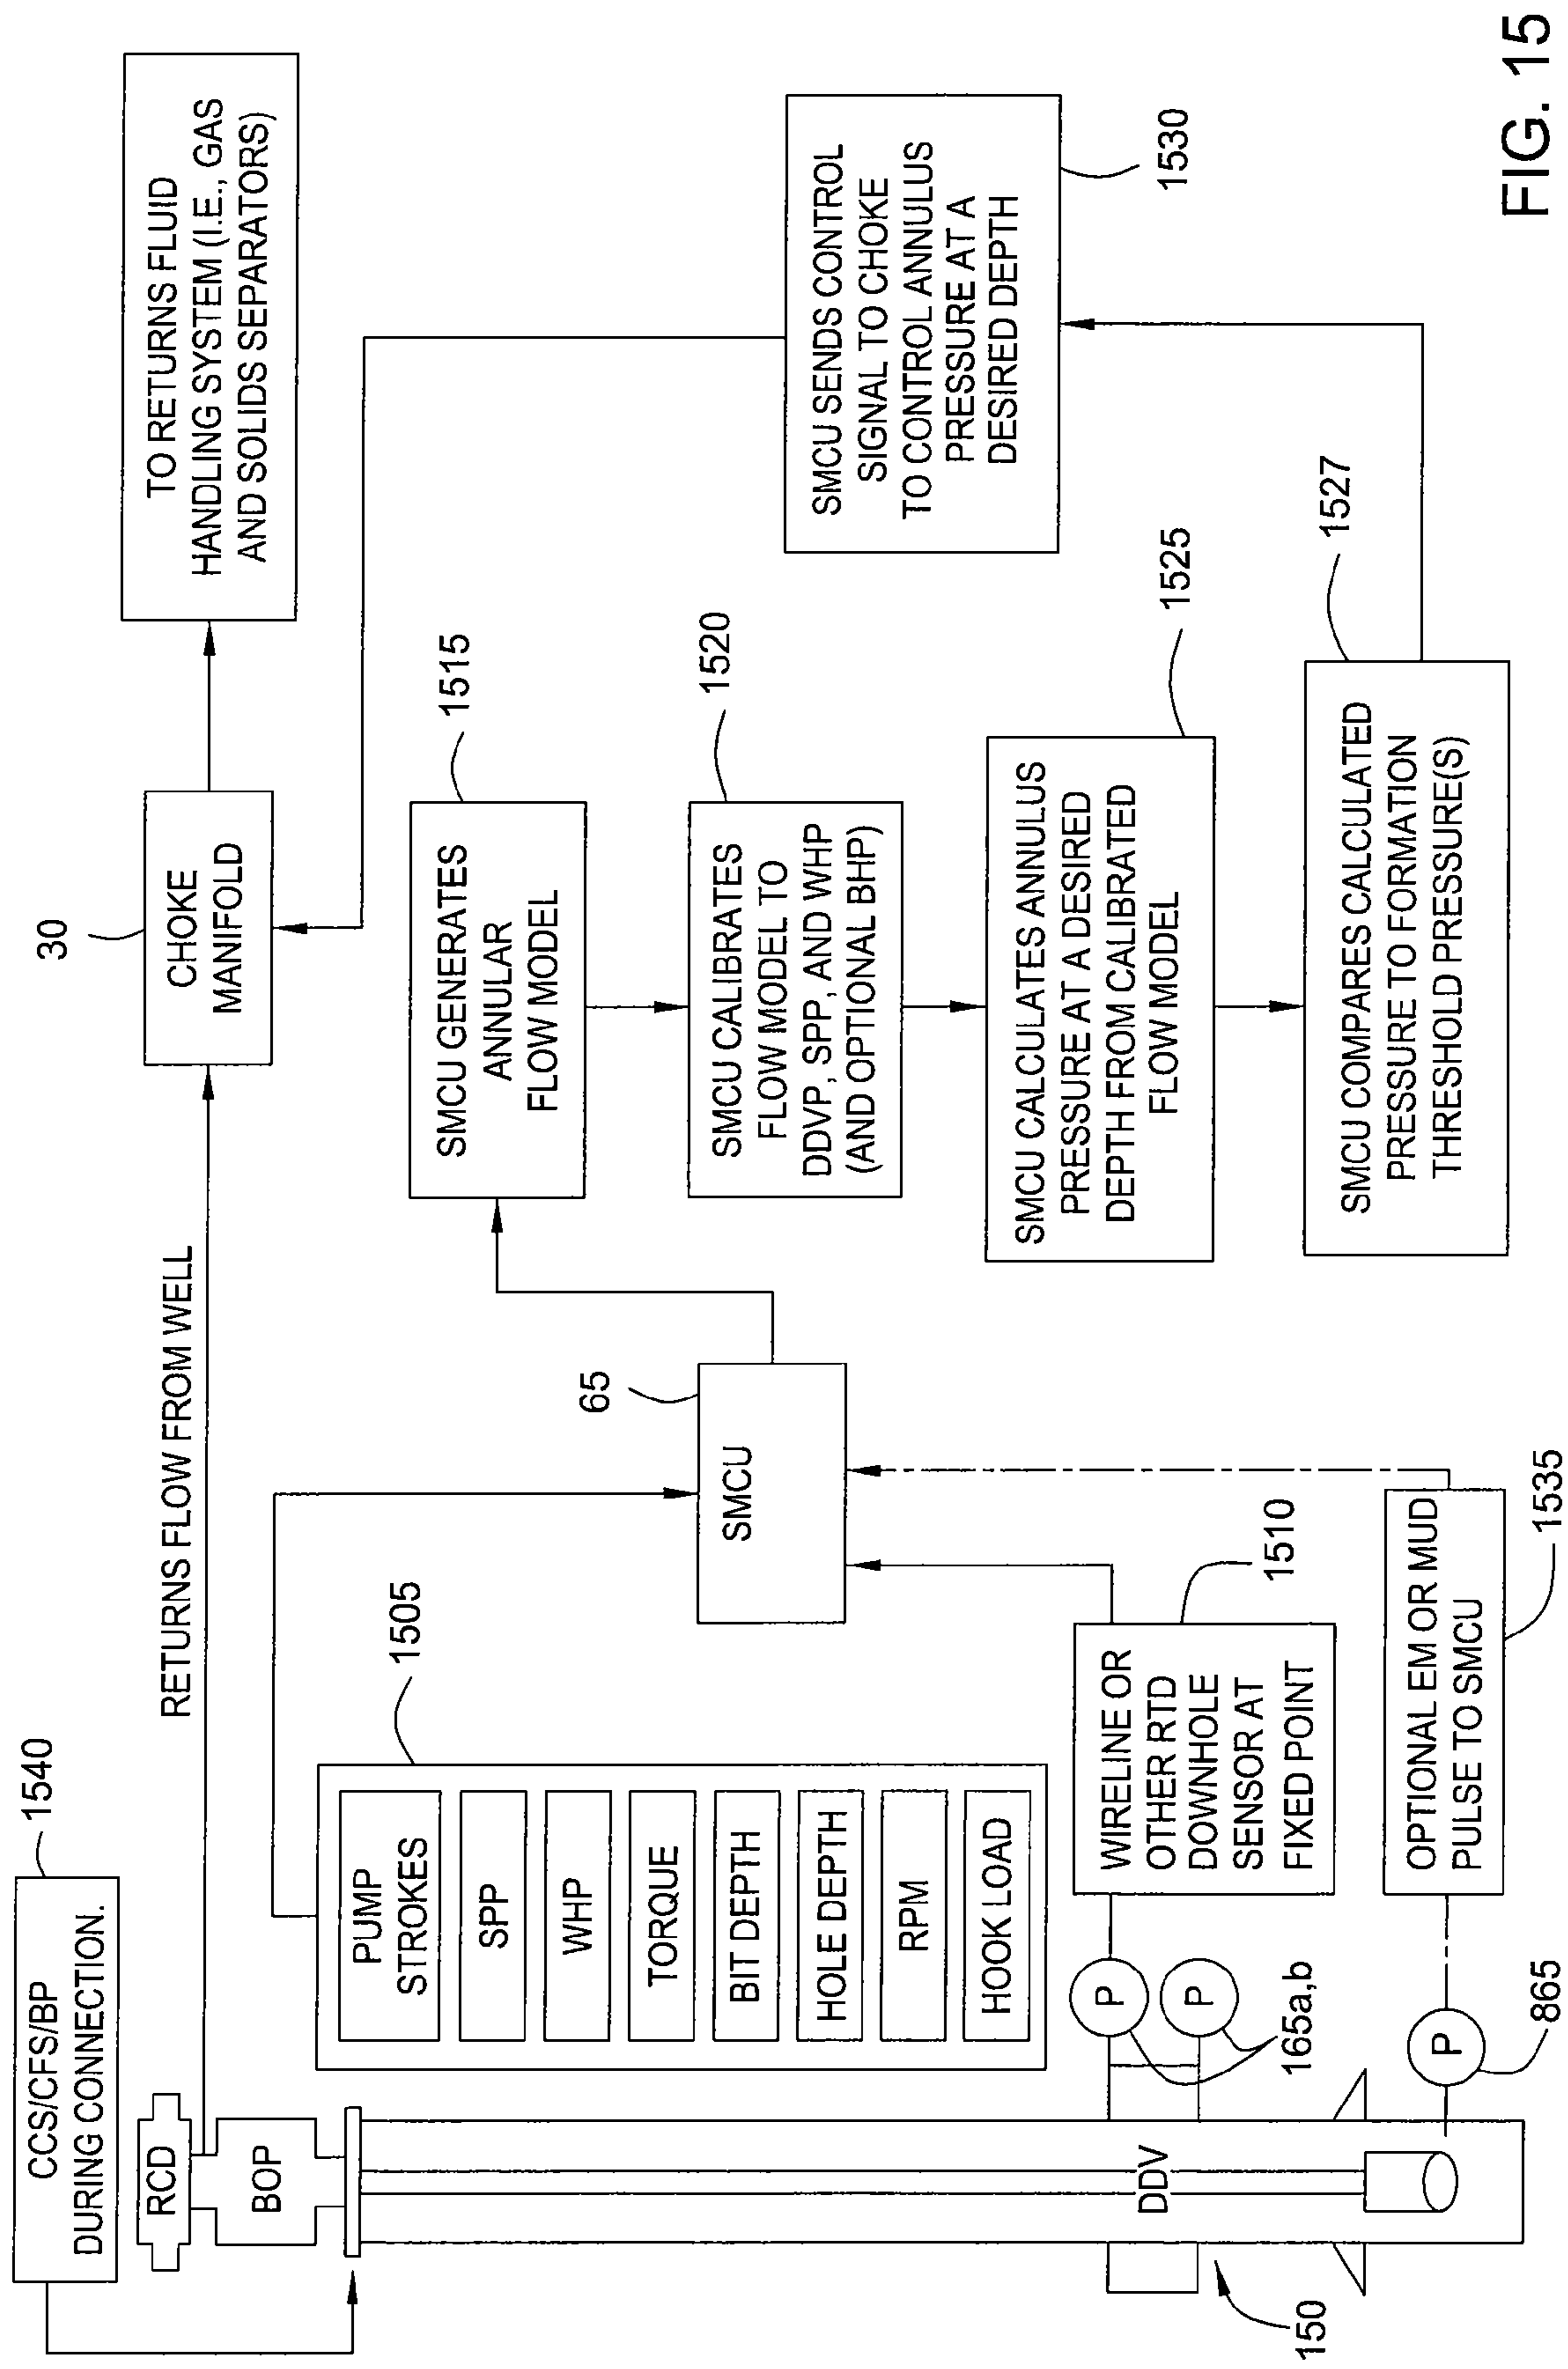 1540
CCS/CFS/BP
DURING CONNECTION.
RCD
BOP
RETURNS FLOW FROM WELL
30
CHOKE
MANIFOLD
TO RETURNS FLUID
HANDLING SYSTEM (I.E., GAS
AND SOLIDS SEPARATORS)
1505
PUMP
STROKES
SPP
WHP
TORQUE
BIT DEPTH
HOLE DEPTH
RPM
HOOK LOAD
65
SMCU
1515
SMCU GENERATES
ANNULAR
FLOW MODEL
1520
SMCU CALIBRATES
FLOW MODEL TO
DDVP, SPP, AND WHP
(AND OPTIONAL BHP)
1525
SMCU CALCULATES ANNULUS
PRESSURE AT A DESIRED
DEPTH FROM CALIBRATED
FLOW MODEL
1527
SMCU COMPARES CALCULATED
PRESSURE TO FORMATION
THRESHOLD PRESSURE(S)
SMCU SENDS CONTROL
SIGNAL TO CHOKE
TO CONTROL ANNULUS
PRESSURE AT A
DESIRED DEPTH
1530
DDV
150
P
P
165a,b
WIRELINE OR
OTHER RTD
DOWNHOLE
SENSOR AT
FIXED POINT
1510
P
865
OPTIONAL EM OR MUD
PULSE TO SMCU
1535
FIG. 15